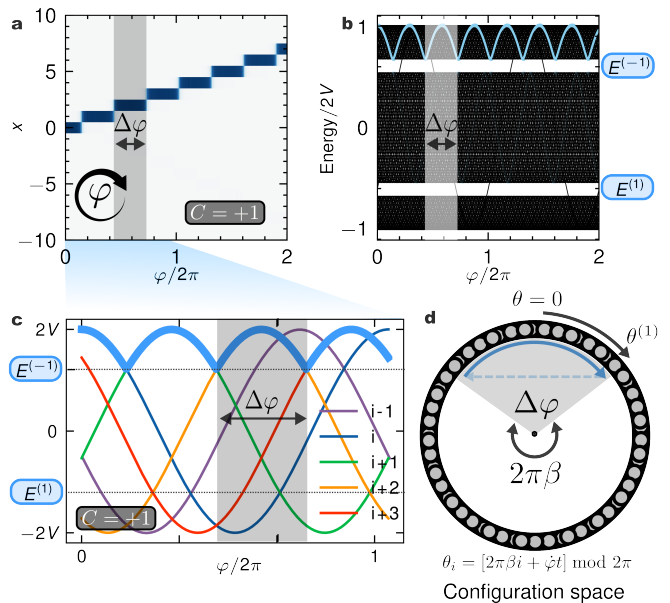 a
10
5
0
−5
−10
x
Δφ
φ
C = +1
0
1
2
φ/2π
b
1
0
−1
Energy/2V
Δφ
E^(−1)
E^(1)
0
1
2
φ/2π
c
2V
E^(−1)
0
E^(1)
−2V
Δφ
i-1
i
i+1
i+2
i+3
C = +1
0
1
φ/2π
d
θ = 0
θ^(1)
Δφ
2πβ
θ_i = [2πβi + φ̇t] mod 2π
Configuration space